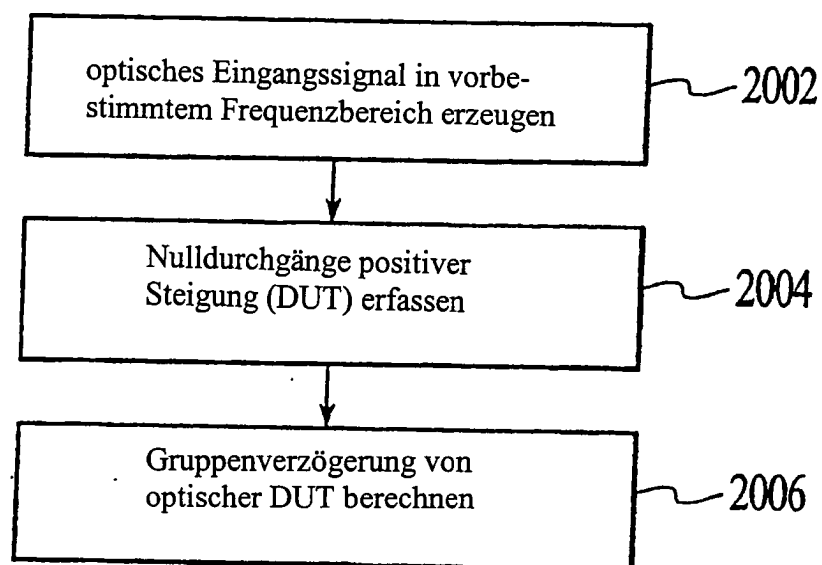 optisches Eingangssignal in vorbe-
stimmtem Frequenzbereich erzeugen
2002
Nulldurchgänge positiver
Steigung (DUT) erfassen
2004
Gruppenverzögerung von
optischer DUT berechnen
2006